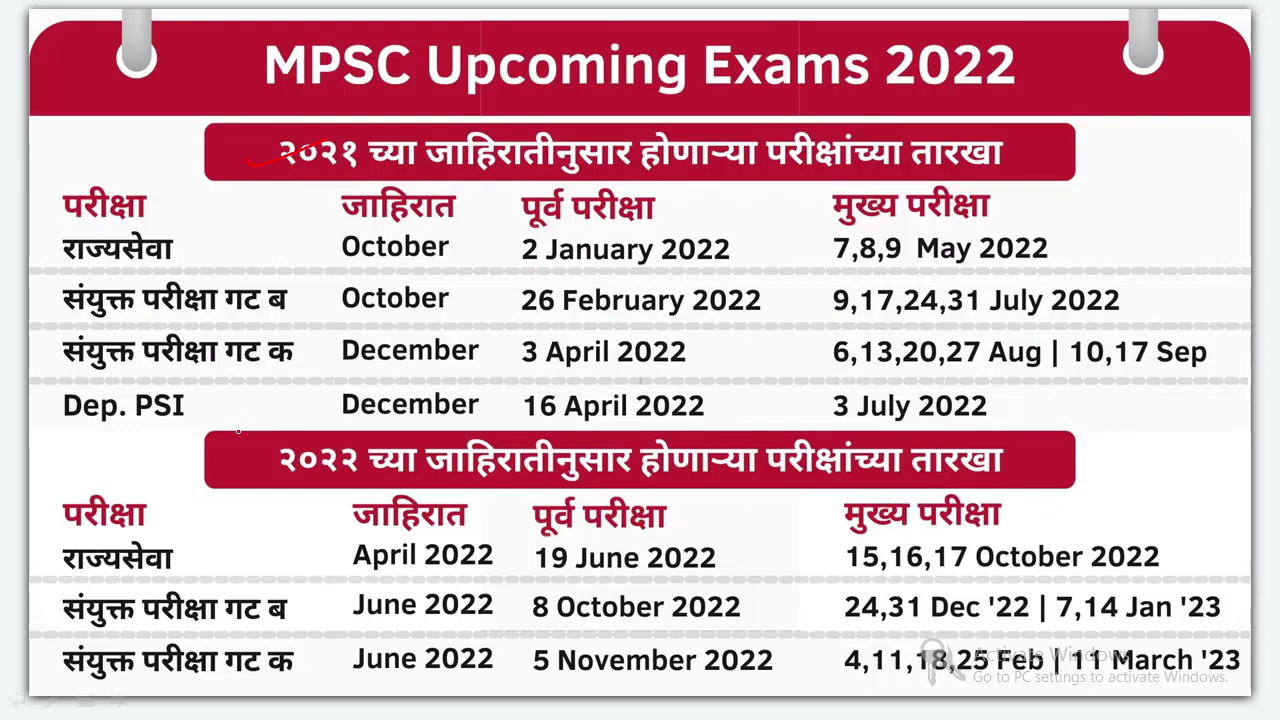 MPSC Upcoming Exams 2022
२०२१ च्या जाहिरातीनुसार होणाऱ्या परीक्षांच्या तारखा
परीक्षा जाहिरात पूर्व परीक्षा मुख्य परीक्षा
राज्यसेवा October 2 January 2022 7,8,9 May 2022
संयुक्त परीक्षा गट ब October 26 February 2022 9,17,24,31 July 2022
संयुक्त परीक्षा गट क December 3 April 2022 6,13,20,27 Aug | 10,17 Sep
Dep. PSI December 16 April 2022 3 July 2022
२०२२ च्या जाहिरातीनुसार होणाऱ्या परीक्षांच्या तारखा
परीक्षा जाहिरात पूर्व परीक्षा मुख्य परीक्षा
राज्यसेवा April 2022 19 June 2022 15,16,17 October 2022
संयुक्त परीक्षा गट ब June 2022 8 October 2022 24,31 Dec '22 | 7,14 Jan '23
संयुक्त परीक्षा गट क June 2022 5 November 2022 4,11,18,25 Feb | 11 March '23
Activate Windows
Go to PC settings to activate Windows.